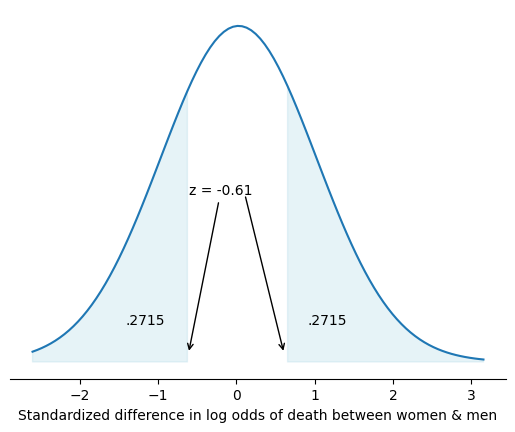 z = -0.61
.2715 .2715
−2 −1 0 1 2 3
Standardized difference in log odds of death between women & men